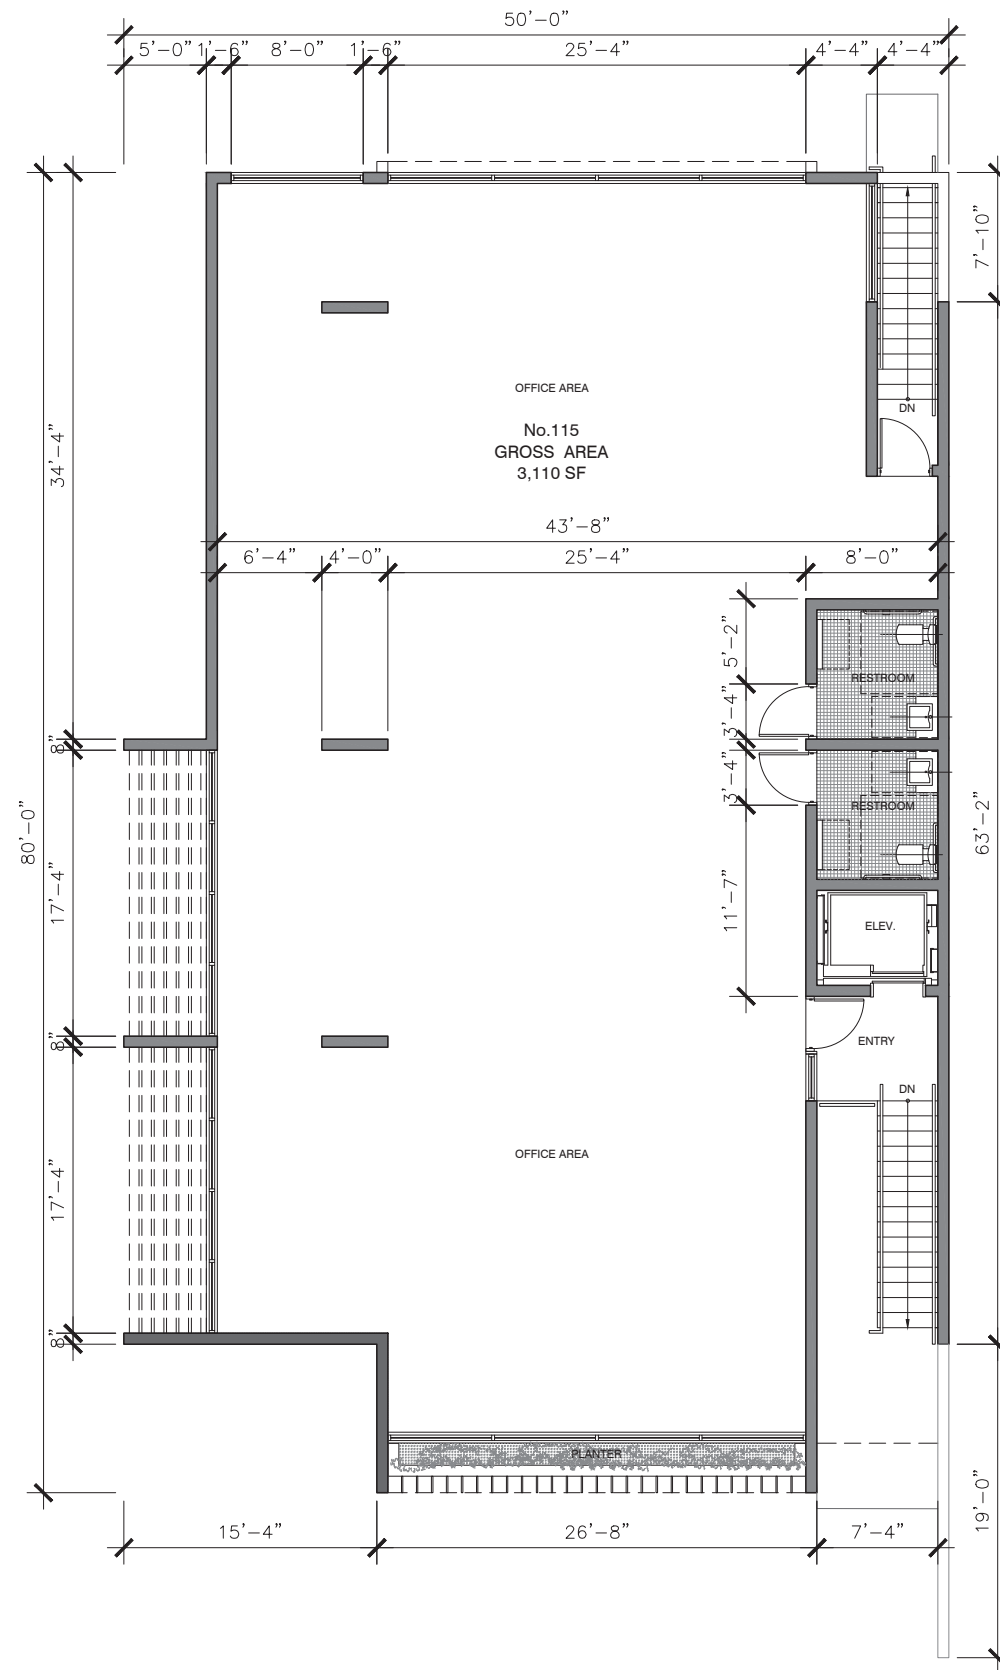 50'-0"
5'-0" 1'-6" 8'-0" 1'-6" 25'-4" 4'-4" 4'-4"
7'-10"
OFFICE AREA
DN
No.115
GROSS AREA
3,110 SF
34'-4"
43'-8"
6'-4" 4'-0" 25'-4" 8'-0"
5'-2"
RESTROOM
3'-4"
8"
3'-4"
RESTROOM
80'-0"
63'-2"
17'-4"
11'-7"
ELEV.
8"
ENTRY
DN
OFFICE AREA
17'-4"
8"
PLANTER
19'-0"
15'-4" 26'-8" 7'-4"